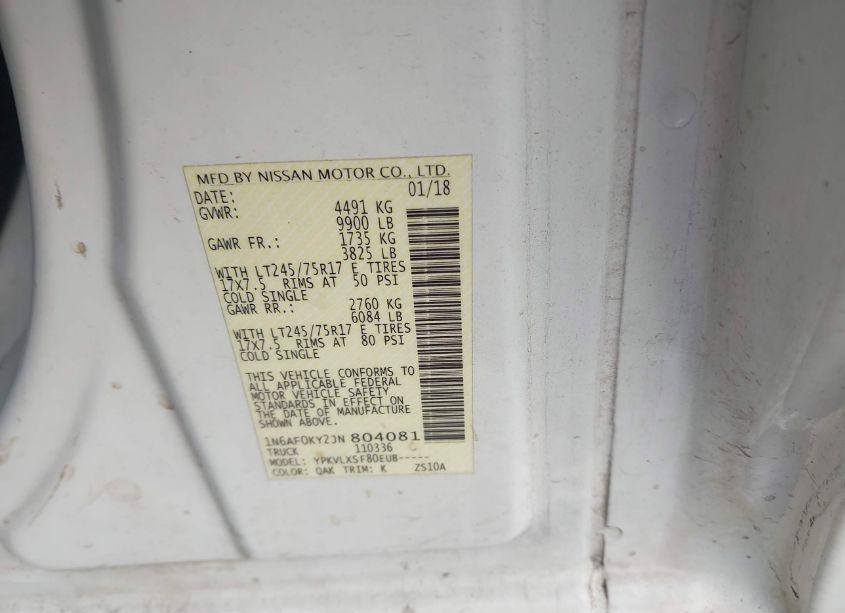 MFD BY NISSAN MOTOR CO., LTD.
DATE: 01/18
GVWR: 4491 KG
9900 LB
GAWR FR.: 1735 KG
3825 LB
WITH LT245/75R17 E TIRES
17X7.5 RIMS AT 50 PSI
COLD SINGLE
GAWR RR.: 2760 KG
6084 LB
WITH LT245/75R17 E TIRES
17X7.5 RIMS AT 80 PSI
COLD SINGLE
THIS VEHICLE CONFORMS TO
ALL APPLICABLE FEDERAL
MOTOR VEHICLE SAFETY
STANDARDS IN EFFECT ON
THE DATE OF MANUFACTURE
SHOWN ABOVE.
1N6AF0KY2JN 804081
TRUCK 110336
MODEL: YPKVLXSF80EUB-----
COLOR: QAK TRIM: K ZS10A